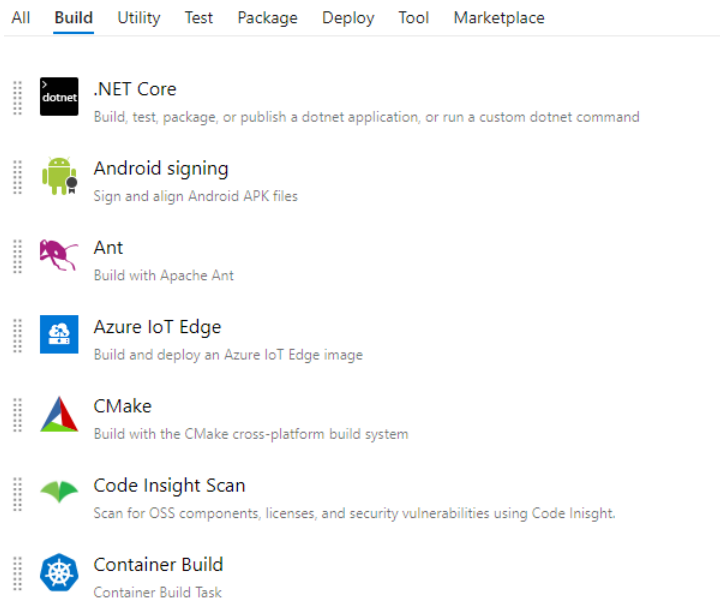 All Build Utility Test Package Deploy Tool Marketplace
>
dotnet
.NET Core
Build, test, package, or publish a dotnet application, or run a custom dotnet command
Android signing
Sign and align Android APK files
Ant
Build with Apache Ant
Azure IoT Edge
Build and deploy an Azure IoT Edge image
CMake
Build with the CMake cross-platform build system
Code Insight Scan
Scan for OSS components, licenses, and security vulnerabilities using Code Inisght.
Container Build
Container Build Task